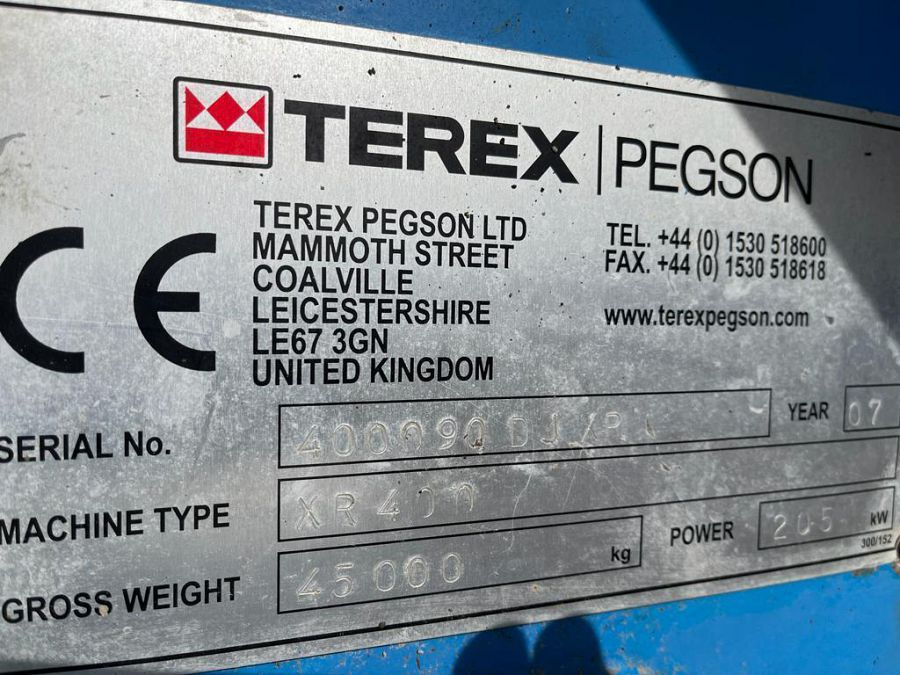 TEREX | PEGSON
TEREX PEGSON LTD
MAMMOTH STREET
COALVILLE
LEICESTERSHIRE
LE67 3GN
UNITED KINGDOM
TEL. +44 (0) 1530 518600
FAX. +44 (0) 1530 518618
www.terexpegson.com
CE
SERIAL No.
YEAR 07
MACHINE TYPE XR400
GROSS WEIGHT 45000 kg
POWER 205 kW
300/152